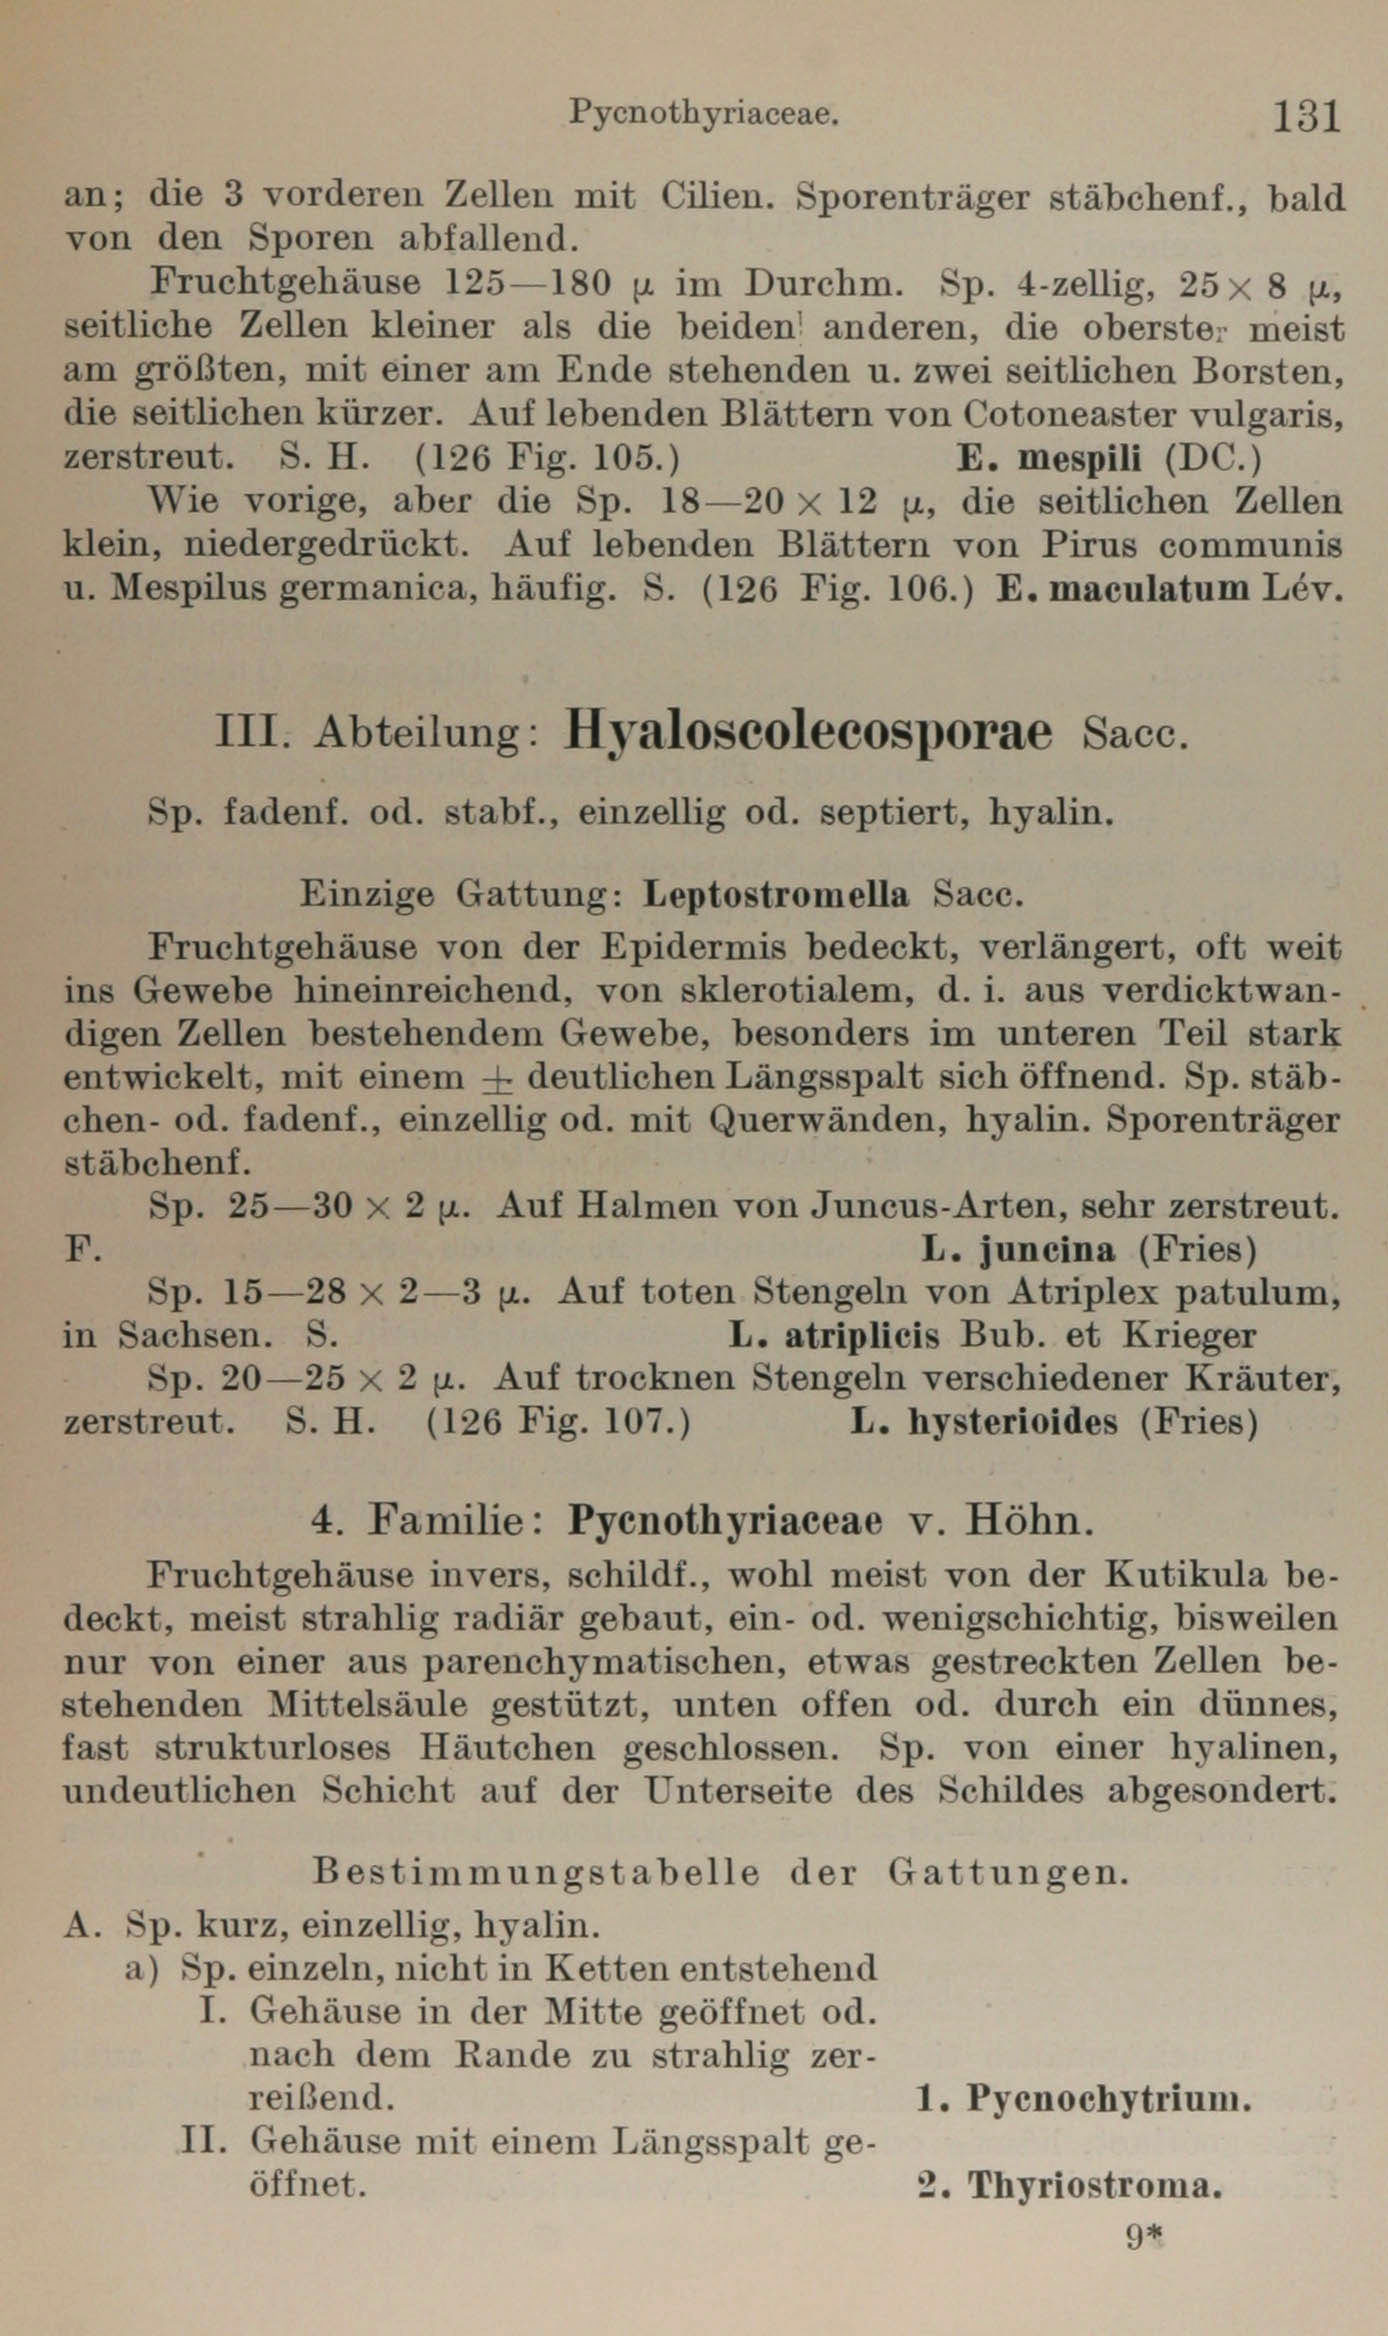 Pycnothyriaceae. 131
an; die 3 vorderen Zellen mit Cilien. Sporenträger stäbchenf., bald
von den Sporen abfallend.
Fruchtgehäuse 125—180 μ im Durchm. Sp. 4-zellig, 25 × 8 μ,
seitliche Zellen kleiner als die beiden anderen, die oberster meist
am größten, mit einer am Ende stehenden u. zwei seitlichen Borsten,
die seitlichen kürzer. Auf lebenden Blättern von Cotoneaster vulgaris,
zerstreut. S. H. (126 Fig. 105.) E. mespili (DC.)
Wie vorige, aber die Sp. 18—20 × 12 μ, die seitlichen Zellen
klein, niedergedrückt. Auf lebenden Blättern von Pirus communis
u. Mespilus germanica, häufig. S. (126 Fig. 106.) E. maculatum Lév.
III. Abteilung: Hyaloscolecosporae Sacc.
Sp. fadenf. od. stabf., einzellig od. septiert, hyalin.
Einzige Gattung: Leptostromella Sacc.
Fruchtgehäuse von der Epidermis bedeckt, verlängert, oft weit
ins Gewebe hineinreichend, von sklerotialem, d. i. aus verdicktwan-
digen Zellen bestehendem Gewebe, besonders im unteren Teil stark
entwickelt, mit einem ± deutlichen Längsspalt sich öffnend. Sp. stäb-
chen- od. fadenf., einzellig od. mit Querwänden, hyalin. Sporenträger
stäbchenf.
Sp. 25—30 × 2 μ. Auf Halmen von Juncus-Arten, sehr zerstreut.
F. L. juncina (Fries)
Sp. 15—28 × 2—3 μ. Auf toten Stengeln von Atriplex patulum,
in Sachsen. S. L. atriplicis Bub. et Krieger
Sp. 20—25 × 2 μ. Auf trocknen Stengeln verschiedener Kräuter,
zerstreut. S. H. (126 Fig. 107.) L. hysterioides (Fries)
4. Familie: Pycnothyriaceae v. Höhn.
Fruchtgehäuse invers, schildf., wohl meist von der Kutikula be-
deckt, meist strahlig radiär gebaut, ein- od. wenigschichtig, bisweilen
nur von einer aus parenchymatischen, etwas gestreckten Zellen be-
stehenden Mittelsäule gestützt, unten offen od. durch ein dünnes,
fast strukturloses Häutchen geschlossen. Sp. von einer hyalinen,
undeutlichen Schicht auf der Unterseite des Schildes abgesondert.
Bestimmungstabelle der Gattungen.
A. Sp. kurz, einzellig, hyalin.
a) Sp. einzeln, nicht in Ketten entstehend
I. Gehäuse in der Mitte geöffnet od.
nach dem Rande zu strahlig zer-
reißend. 1. Pycnochytrium.
II. Gehäuse mit einem Längsspalt ge-
öffnet. 2. Thyriostroma.
9*